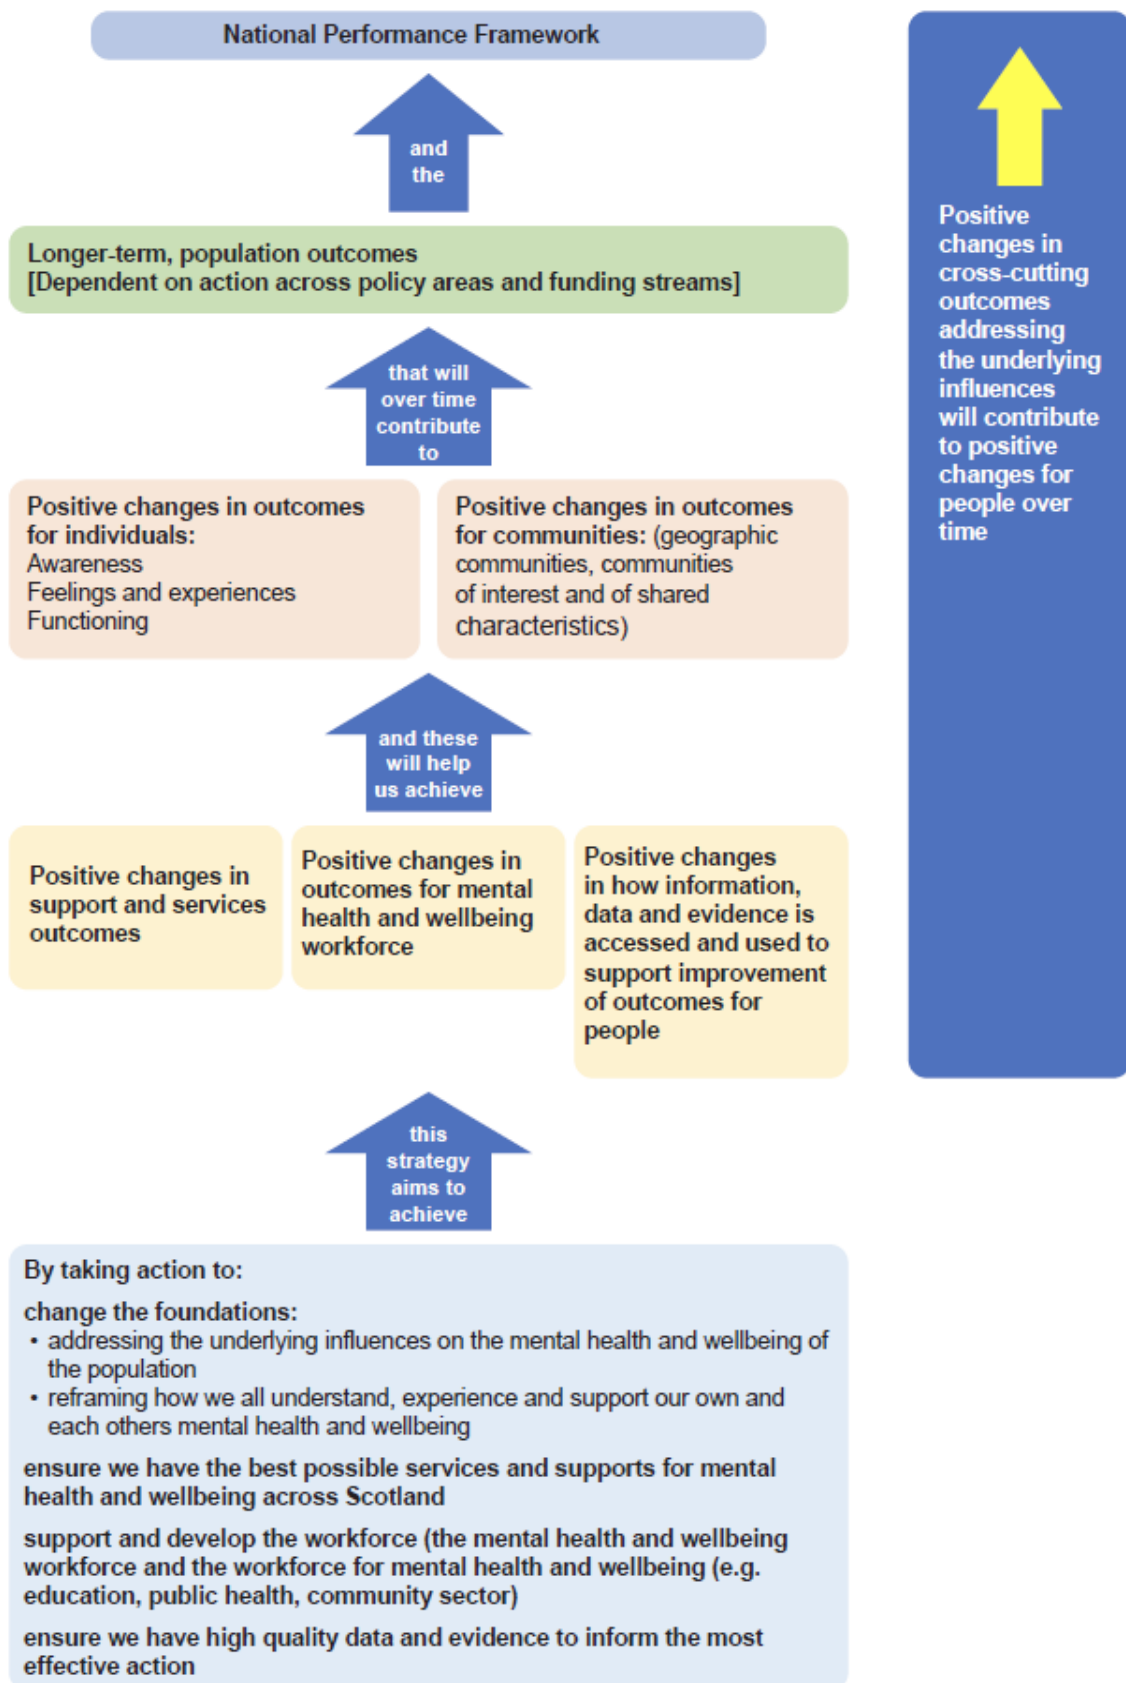 National Performance Framework
and
the
Longer-term, population outcomes
[Dependent on action across policy areas and funding streams]
that will
over time
contribute
to
Positive changes in outcomes
for individuals:
Awareness
Feelings and experiences
Functioning
Positive changes in outcomes
for communities: (geographic
communities, communities
of interest and of shared
characteristics)
and these
will help
us achieve
Positive changes in
support and services
outcomes
Positive changes in
outcomes for mental
health and wellbeing
workforce
Positive changes
in how information,
data and evidence is
accessed and used to
support improvement
of outcomes for
people
this
strategy
aims to
achieve
By taking action to:
change the foundations:
• addressing the underlying influences on the mental health and wellbeing of
the population
• reframing how we all understand, experience and support our own and
each others mental health and wellbeing
ensure we have the best possible services and supports for mental
health and wellbeing across Scotland
support and develop the workforce (the mental health and wellbeing
workforce and the workforce for mental health and wellbeing (e.g.
education, public health, community sector)
ensure we have high quality data and evidence to inform the most
effective action
Positive
changes in
cross-cutting
outcomes
addressing
the underlying
influences
will contribute
to positive
changes for
people over
time